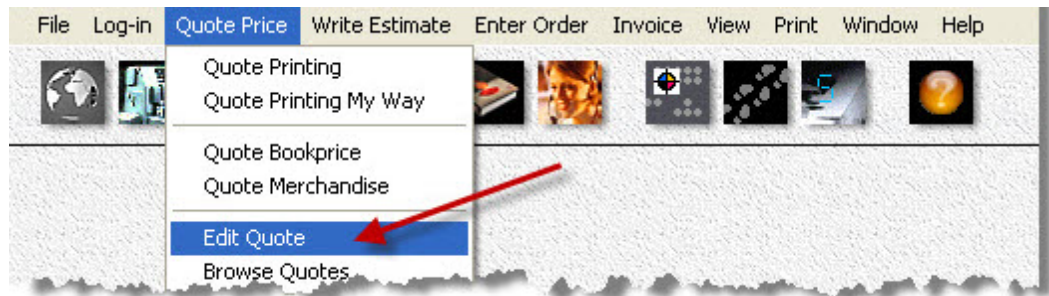 File Log-in Quote Price Write Estimate Enter Order Invoice View Print Window Help
Quote Printing
Quote Printing My Way
Quote Bookprice
Quote Merchandise
Edit Quote
Browse Quotes